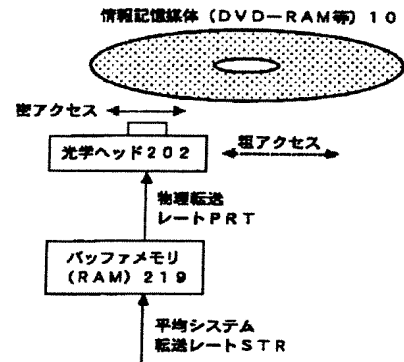 情報記憶媒体（DVD－RAM等）１０
密アクセス
光学ヘッド２０２
粗アクセス
物理転送
レートＰＲＴ
バッファメモリ
（ＲＡＭ）２１９
平均システム
転送レートＳＴＲ